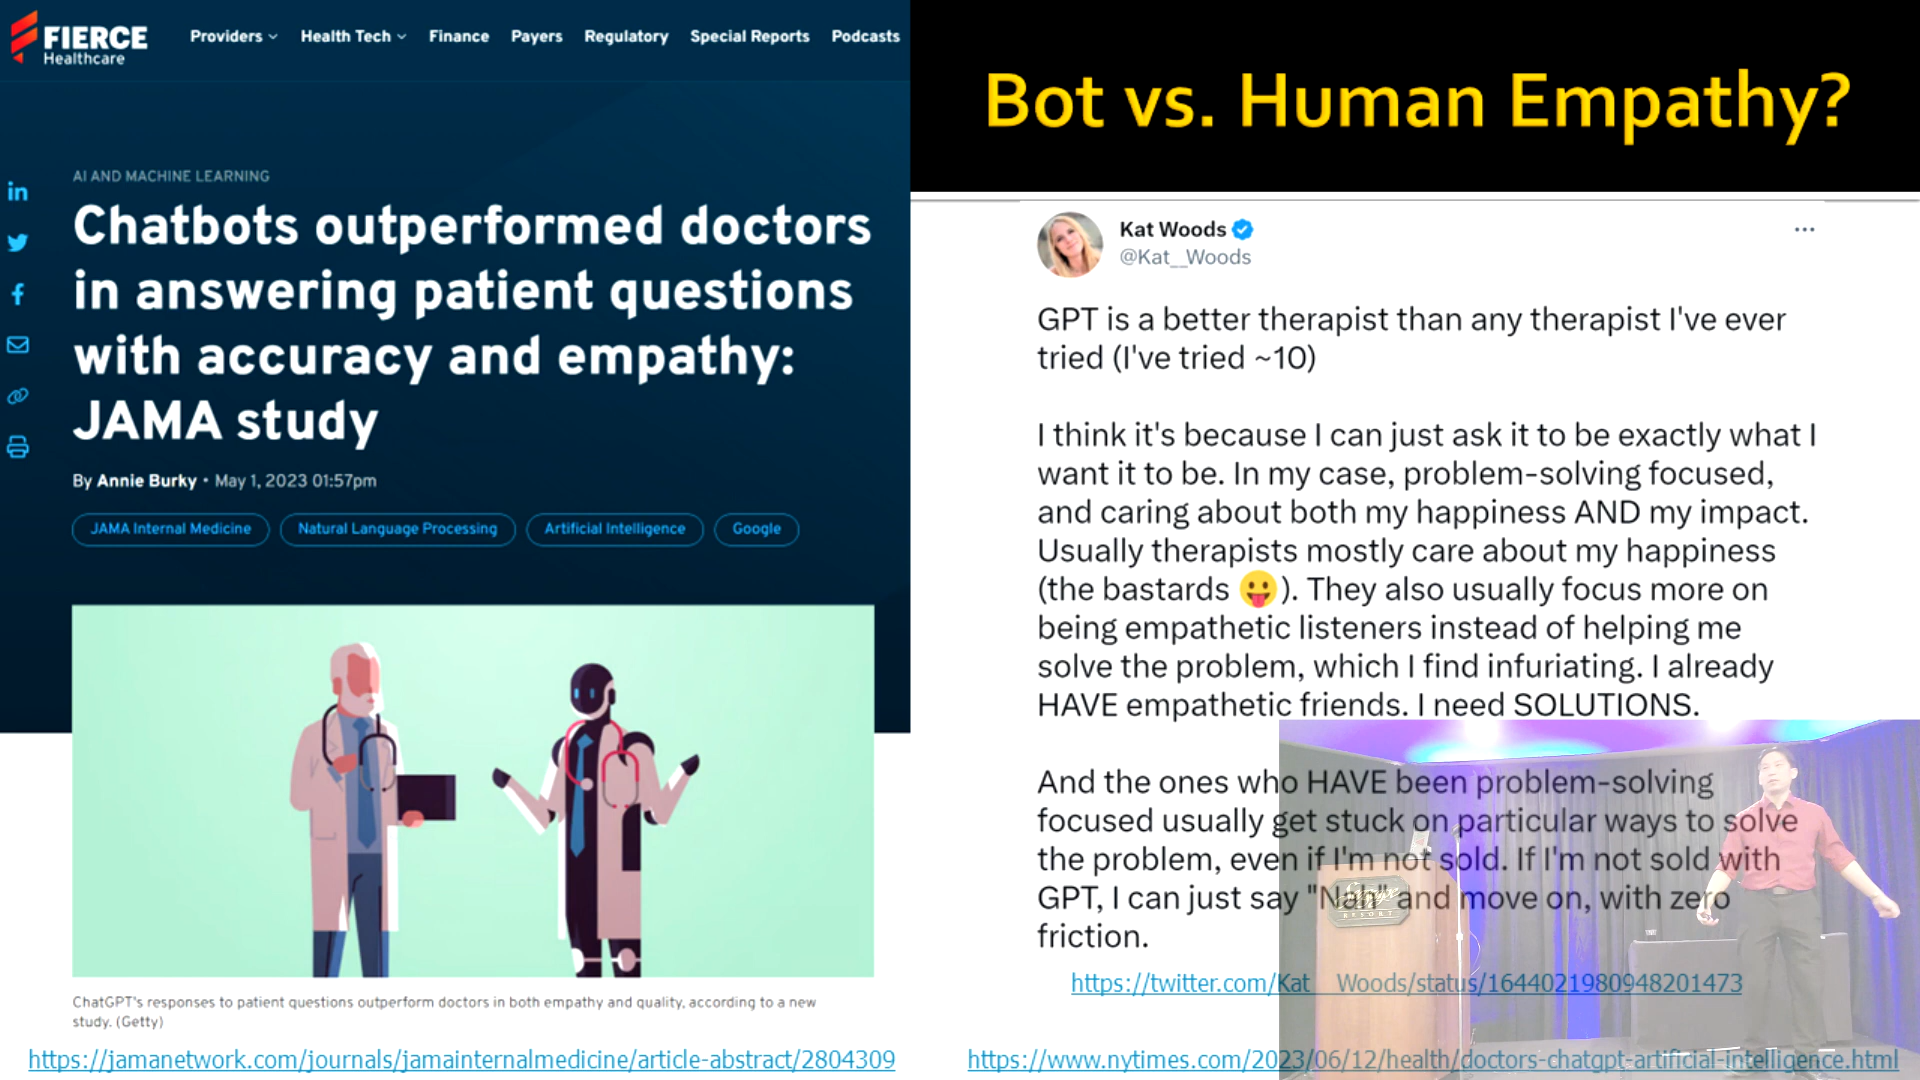 FIERCE
Healthcare
Providers
Health Tech
Finance
Payers
Regulatory
Special Reports
Podcasts
AI AND MACHINE LEARNING
Chatbots outperformed doctors
in answering patient questions
with accuracy and empathy:
JAMA study
By Annie Burky • May 1, 2023 01:57pm
JAMA Internal Medicine
Natural Language Processing
Artificial Intelligence
Google
ChatGPT's responses to patient questions outperform doctors in both empathy and quality, according to a new
study. (Getty)
https://jamanetwork.com/journals/jamainternalmedicine/article-abstract/2804309
Bot vs. Human Empathy?
Kat Woods
@Kat__Woods
GPT is a better therapist than any therapist I've ever
tried (I've tried ~10)
I think it's because I can just ask it to be exactly what I
want it to be. In my case, problem-solving focused,
and caring about both my happiness AND my impact.
Usually therapists mostly care about my happiness
(the bastards 😛). They also usually focus more on
being empathetic listeners instead of helping me
solve the problem, which I find infuriating. I already
HAVE empathetic friends. I need SOLUTIONS.
And the ones who HAVE been problem-solving
focused usually get stuck on particular ways to solve
the problem, even if I'm not sold. If I'm not sold with
GPT, I can just say "Nah" and move on, with zero
friction.
https://twitter.com/Kat__Woods/status/1644021980948201473
https://www.nytimes.com/2023/06/12/health/doctors-chatgpt-artificial-intelligence.html
RESORT